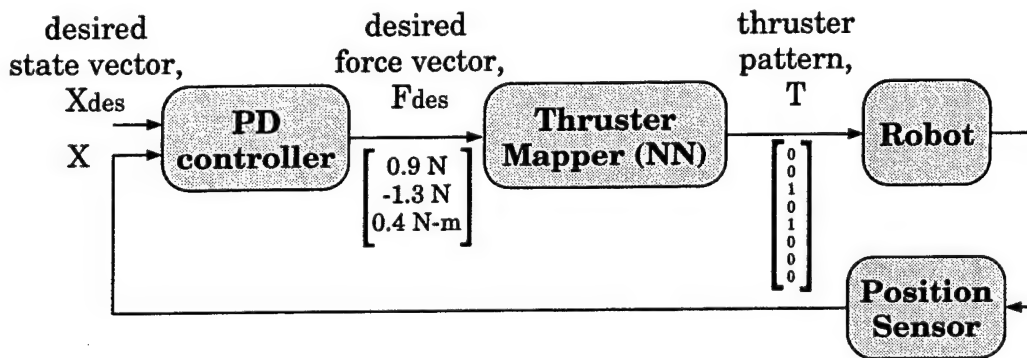 desired
state vector,
Xdes
X
PD
controller
desired
force vector,
Fdes
0.9 N
-1.3 N
0.4 N-m
Thruster
Mapper (NN)
thruster
pattern,
T
0
0
1
0
1
0
0
0
Robot
Position
Sensor